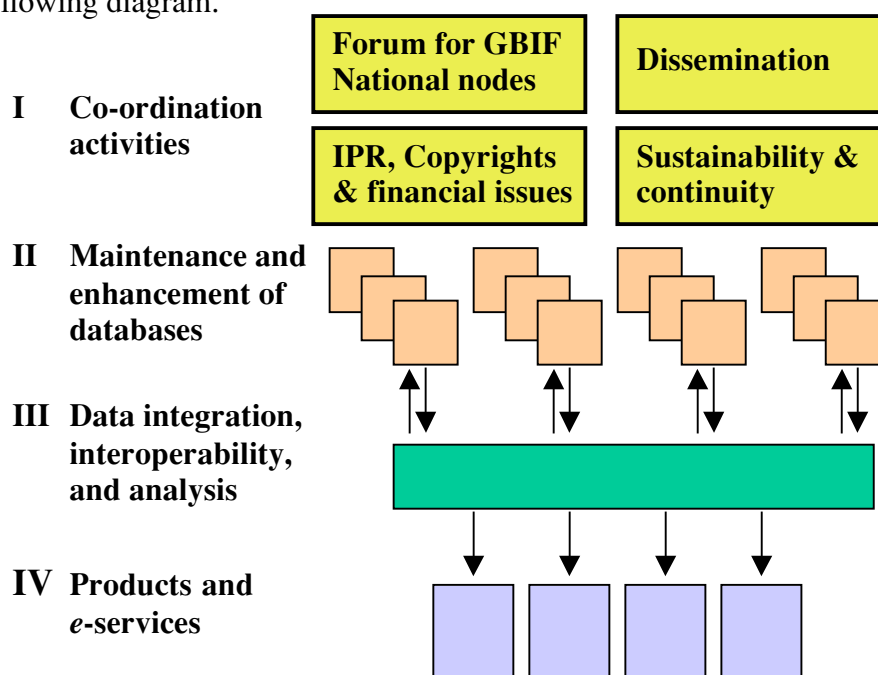 lowing diagram.
Forum for GBIF
National nodes
Dissemination
I Co-ordination
activities
IPR, Copyrights
& financial issues
Sustainability &
continuity
II Maintenance and
enhancement of
databases
III Data integration,
interoperability,
and analysis
IV Products and
e-services